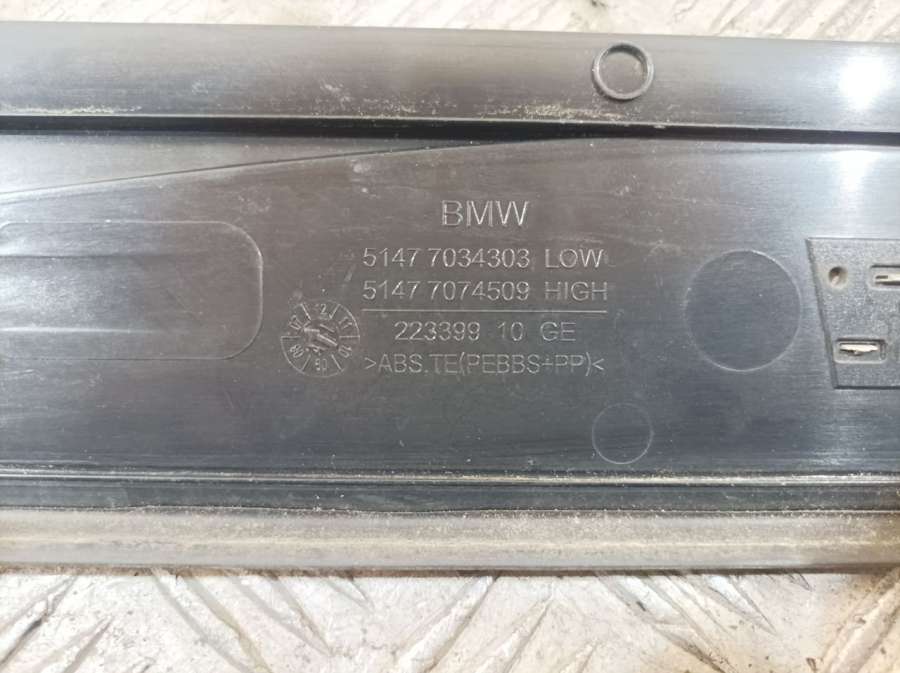 BMW
5147 7034303 LOW
5147 7074509 HIGH
223399 10 GE
>ABS.TE(PEBBS+PP)<